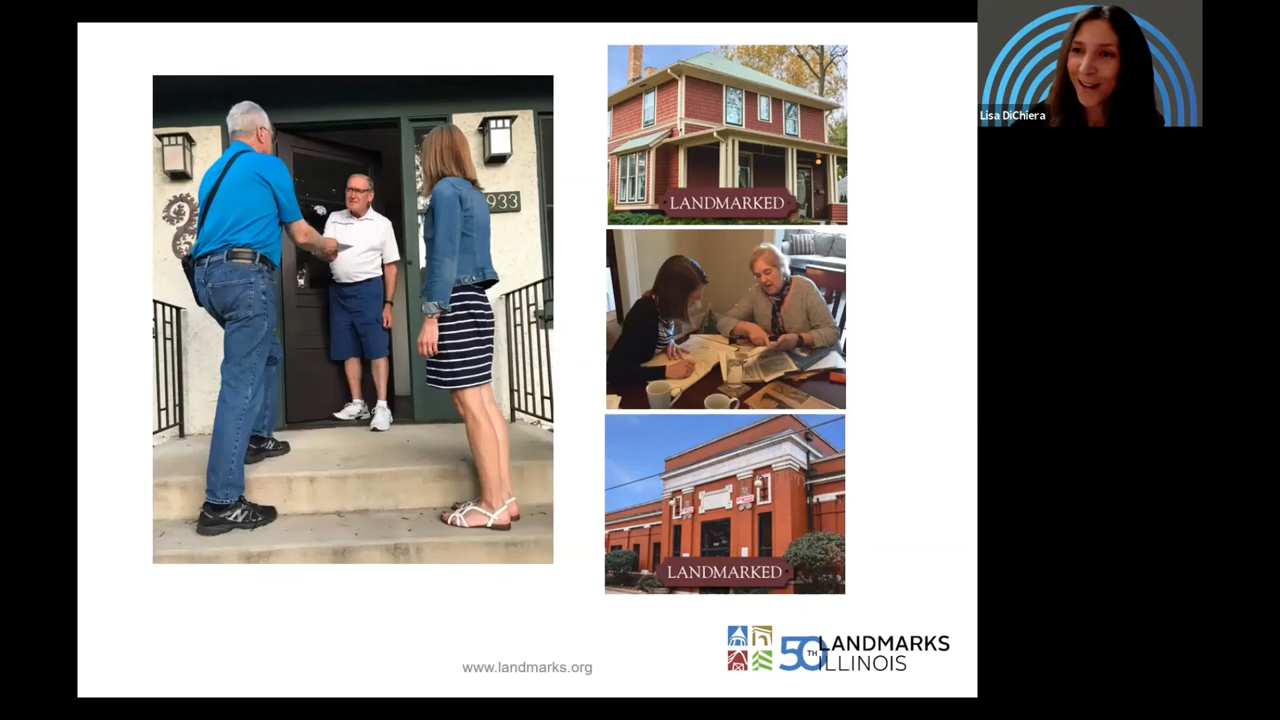 933
LANDMARKED
LANDMARKED
www.landmarks.org
50TH LANDMARKS
ILLINOIS
Lisa DiChiera